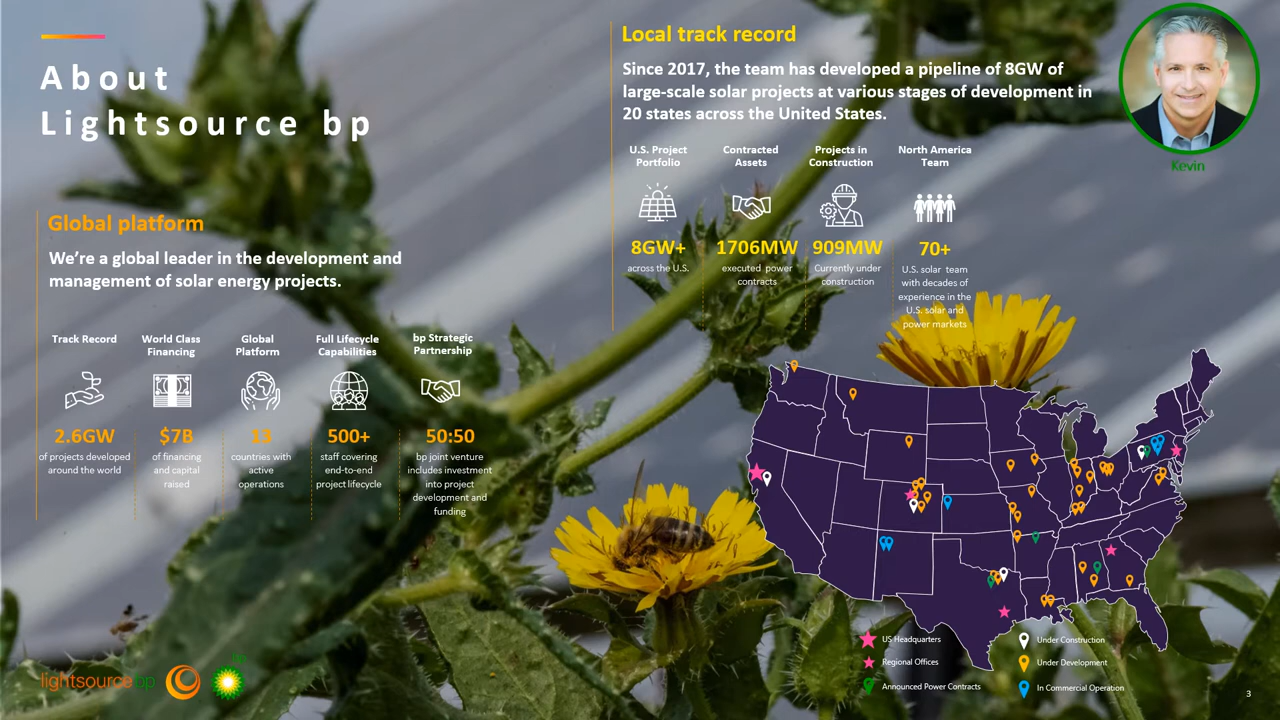 About
Lightsource bp
Global platform
We're a global leader in the development and
management of solar energy projects.
Track Record
2.6GW
of projects developed
around the world
World Class
Financing
$7B
of financing
and capital
raised
Global
Platform
13
countries with
active
operations
Full Lifecycle
Capabilities
500+
staff covering
end-to-end
project lifecycle
bp Strategic
Partnership
50:50
bp joint venture
includes investment
into project
development and
funding
lightsource bp
bp
Local track record
Since 2017, the team has developed a pipeline of 8GW of
large-scale solar projects at various stages of development in
20 states across the United States.
U.S. Project
Portfolio
8GW+
across the U.S.
Contracted
Assets
1706MW
executed power
contracts
Projects in
Construction
909MW
Currently under
construction
North America
Team
70+
U.S. solar team
with decades of
experience in the
U.S. solar and
power markets
Kevin
US Headquarters
Regional Offices
Announced Power Contracts
Under Construction
Under Development
In Commercial Operation
3